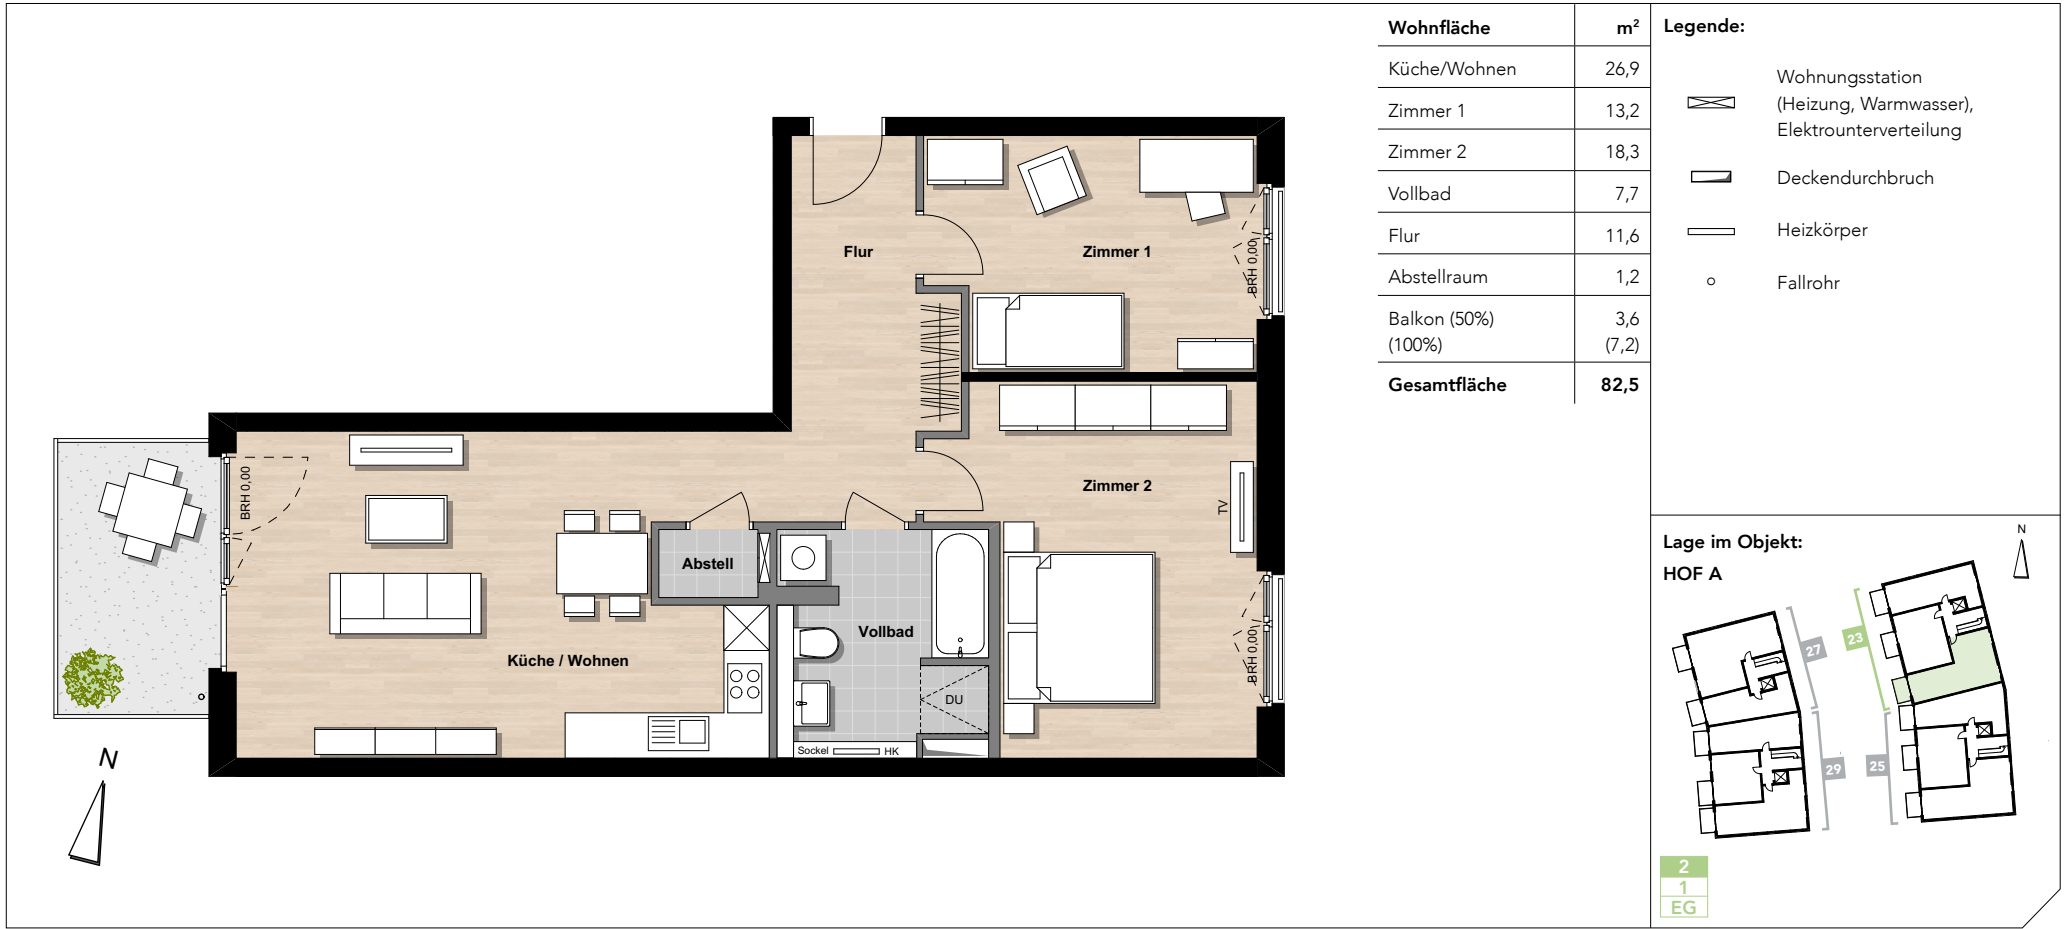 Flur
Zimmer 1
BRH 0,00
BRH 0,00
Zimmer 2
TV
Abstell
Vollbad
BRH 0,00
Küche / Wohnen
DU
Sockel
HK
N
Wohnfläche m²
Küche/Wohnen 26,9
Zimmer 1 13,2
Zimmer 2 18,3
Vollbad 7,7
Flur 11,6
Abstellraum 1,2
Balkon (50%) 3,6
(100%) (7,2)
Gesamtfläche 82,5
Legende:
Wohnungsstation
(Heizung, Warmwasser),
Elektrounterverteilung
Deckendurchbruch
Heizkörper
Fallrohr
Lage im Objekt:
HOF A
N
27
23
29
25
2
1
EG